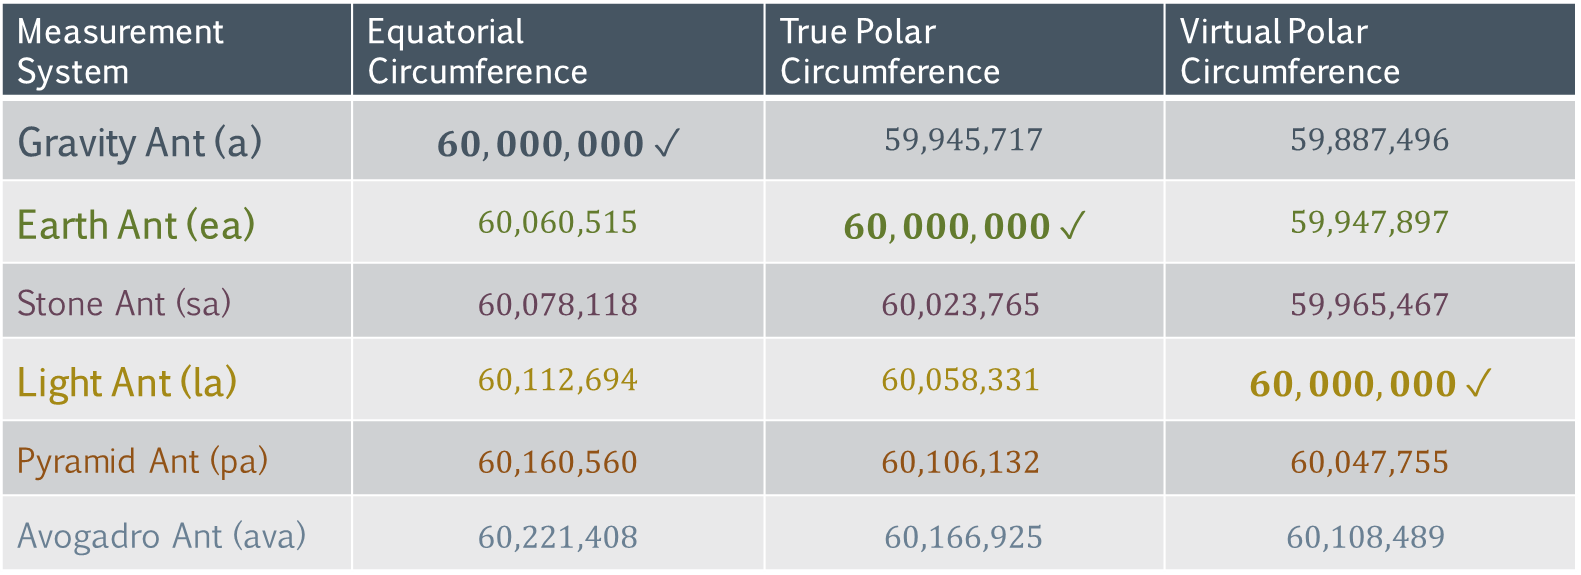 Measurement System
Equatorial Circumference
True Polar Circumference
Virtual Polar Circumference
Gravity Ant (a) 60,000,000 ✓ 59,945,717 59,887,496
Earth Ant (ea) 60,060,515 60,000,000 ✓ 59,947,897
Stone Ant (sa) 60,078,118 60,023,765 59,965,467
Light Ant (la) 60,112,694 60,058,331 60,000,000 ✓
Pyramid Ant (pa) 60,160,560 60,106,132 60,047,755
Avogadro Ant (ava) 60,221,408 60,166,925 60,108,489